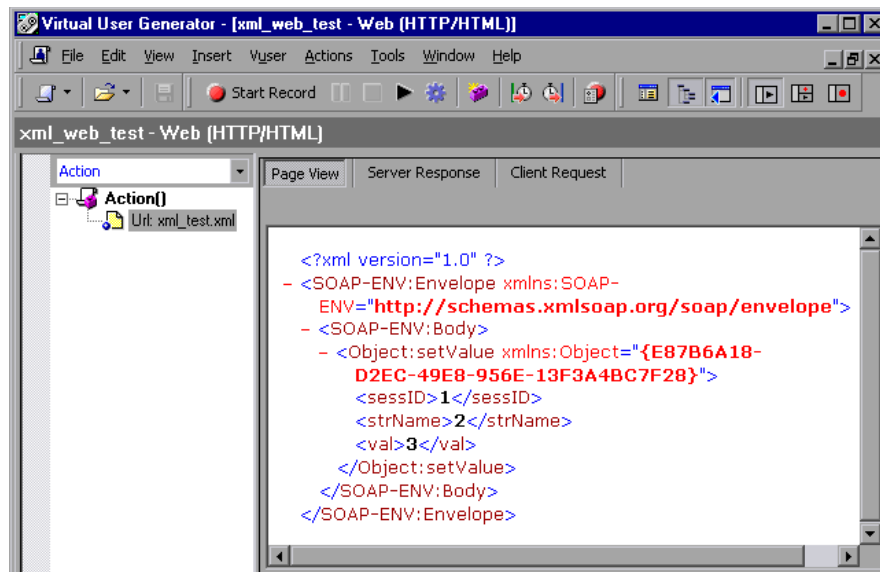 Virtual User Generator - [xml_web_test - Web (HTTP/HTML)]
File Edit View Insert Vuser Actions Tools Window Help
Start Record
xml_web_test - Web (HTTP/HTML)
Action
Page View Server Response Client Request
Action()
Url: xml_test.xml
<?xml version="1.0" ?>
- <SOAP-ENV:Envelope xmlns:SOAP-
ENV="http://schemas.xmlsoap.org/soap/envelope">
- <SOAP-ENV:Body>
- <Object:setValue xmlns:Object="{E87B6A18-
D2EC-49E8-956E-13F3A4BC7F28}">
<sessID>1</sessID>
<strName>2</strName>
<val>3</val>
</Object:setValue>
</SOAP-ENV:Body>
</SOAP-ENV:Envelope>